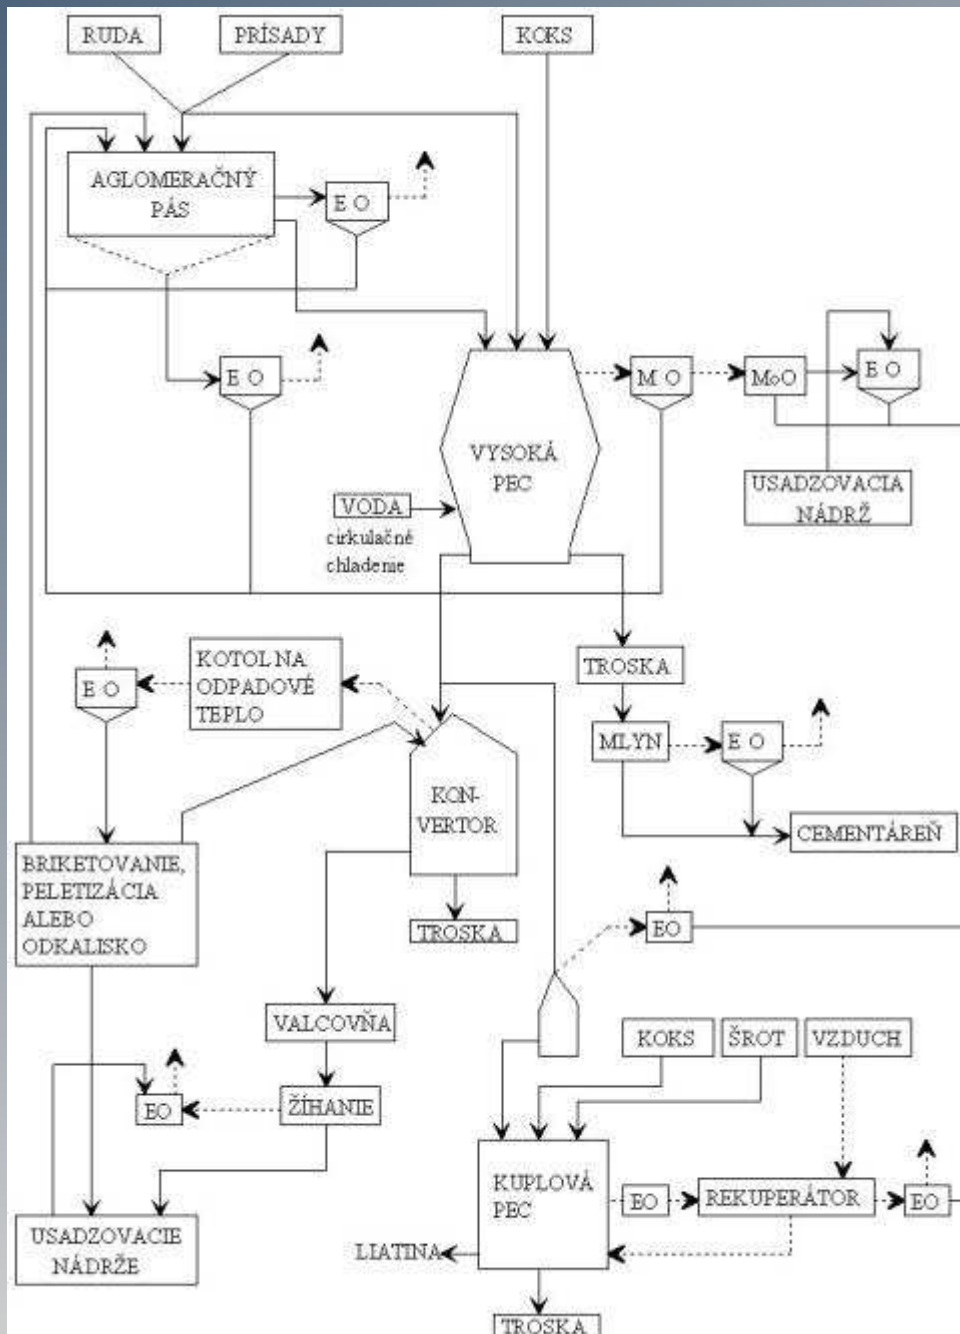 RUDA
PRÍSADY
KOKS
AGLOMERAČNÝ
PÁS
E O
E O
M O
MoO
E O
VYSOKÁ
PEC
USADZOVACIA
NÁDRŽ
VODA
cirkulačné
chladenie
KOTOL NA
ODPADOVÉ
TEPLO
E O
TROSKA
MLYN
E O
KON-
VERTOR
CEMENTÁREŇ
BRIKETOVANIE,
PELETIZÁCIA
ALEBO
ODKALISKO
TROSKA
EO
VALCOVŇA
KOKS
ŠROT
VZDUCH
EO
ŽÍHANIE
KUPLOVÁ
PEC
EO
REKUPERÁTOR
EO
USADZOVACIE
NÁDRŽE
LIATINA
TROSKA